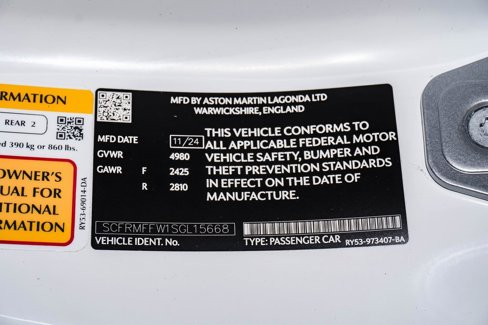 RMATION
REAR 2
ed 390 kg or 860 lbs.
OWNER'S
UAL FOR
ITIONAL
RMATION
RY53-69014-DA
MFD BY ASTON MARTIN LAGONDA LTD
WARWICKSHIRE, ENGLAND
MFD DATE 11/24
GVWR 4980
GAWR F 2425
R 2810
THIS VEHICLE CONFORMS TO
ALL APPLICABLE FEDERAL MOTOR
VEHICLE SAFETY, BUMPER AND
THEFT PREVENTION STANDARDS
IN EFFECT ON THE DATE OF
MANUFACTURE.
SCFRMFFW1SGL15668
VEHICLE IDENT. No.
TYPE: PASSENGER CAR
RY53-973407-BA